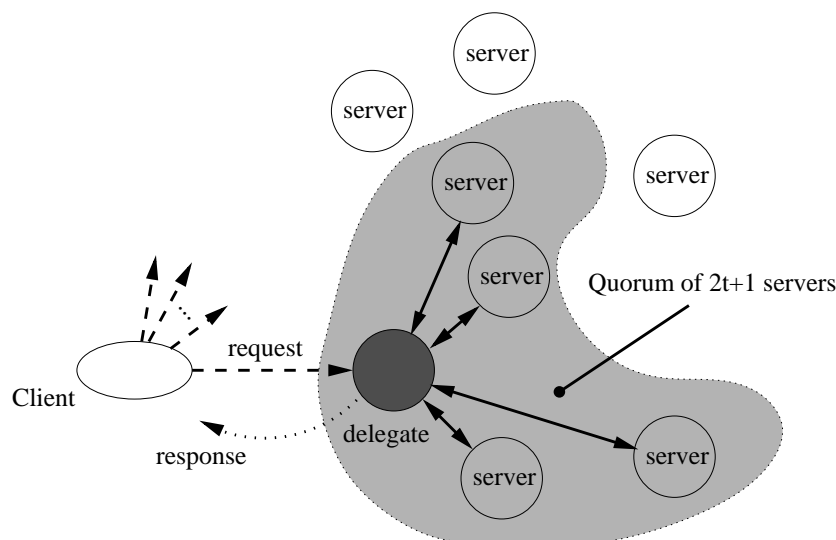 server
server
server
server
server
Quorum of 2t+1 servers
request
Client
delegate
response
server
server